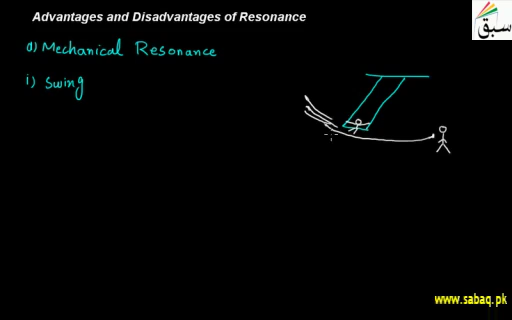 Advantages and Disadvantages of Resonance
سبق
d) Mechanical Resonance
i) Swing
www.sabaq.pk